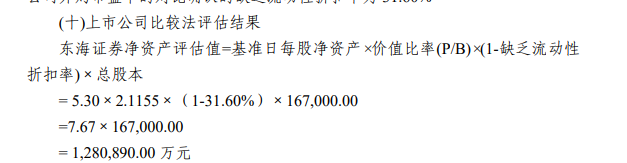 (十)上市公司比较法评估结果
东海证券净资产评估值=基准日每股净资产 ×价值比率(P/B)×(1-缺乏流动性
折扣率) × 总股本
= 5.30 × 2.1155 ×（1-31.60%）× 167,000.00
=7.67 × 167,000.00
= 1,280,890.00 万元